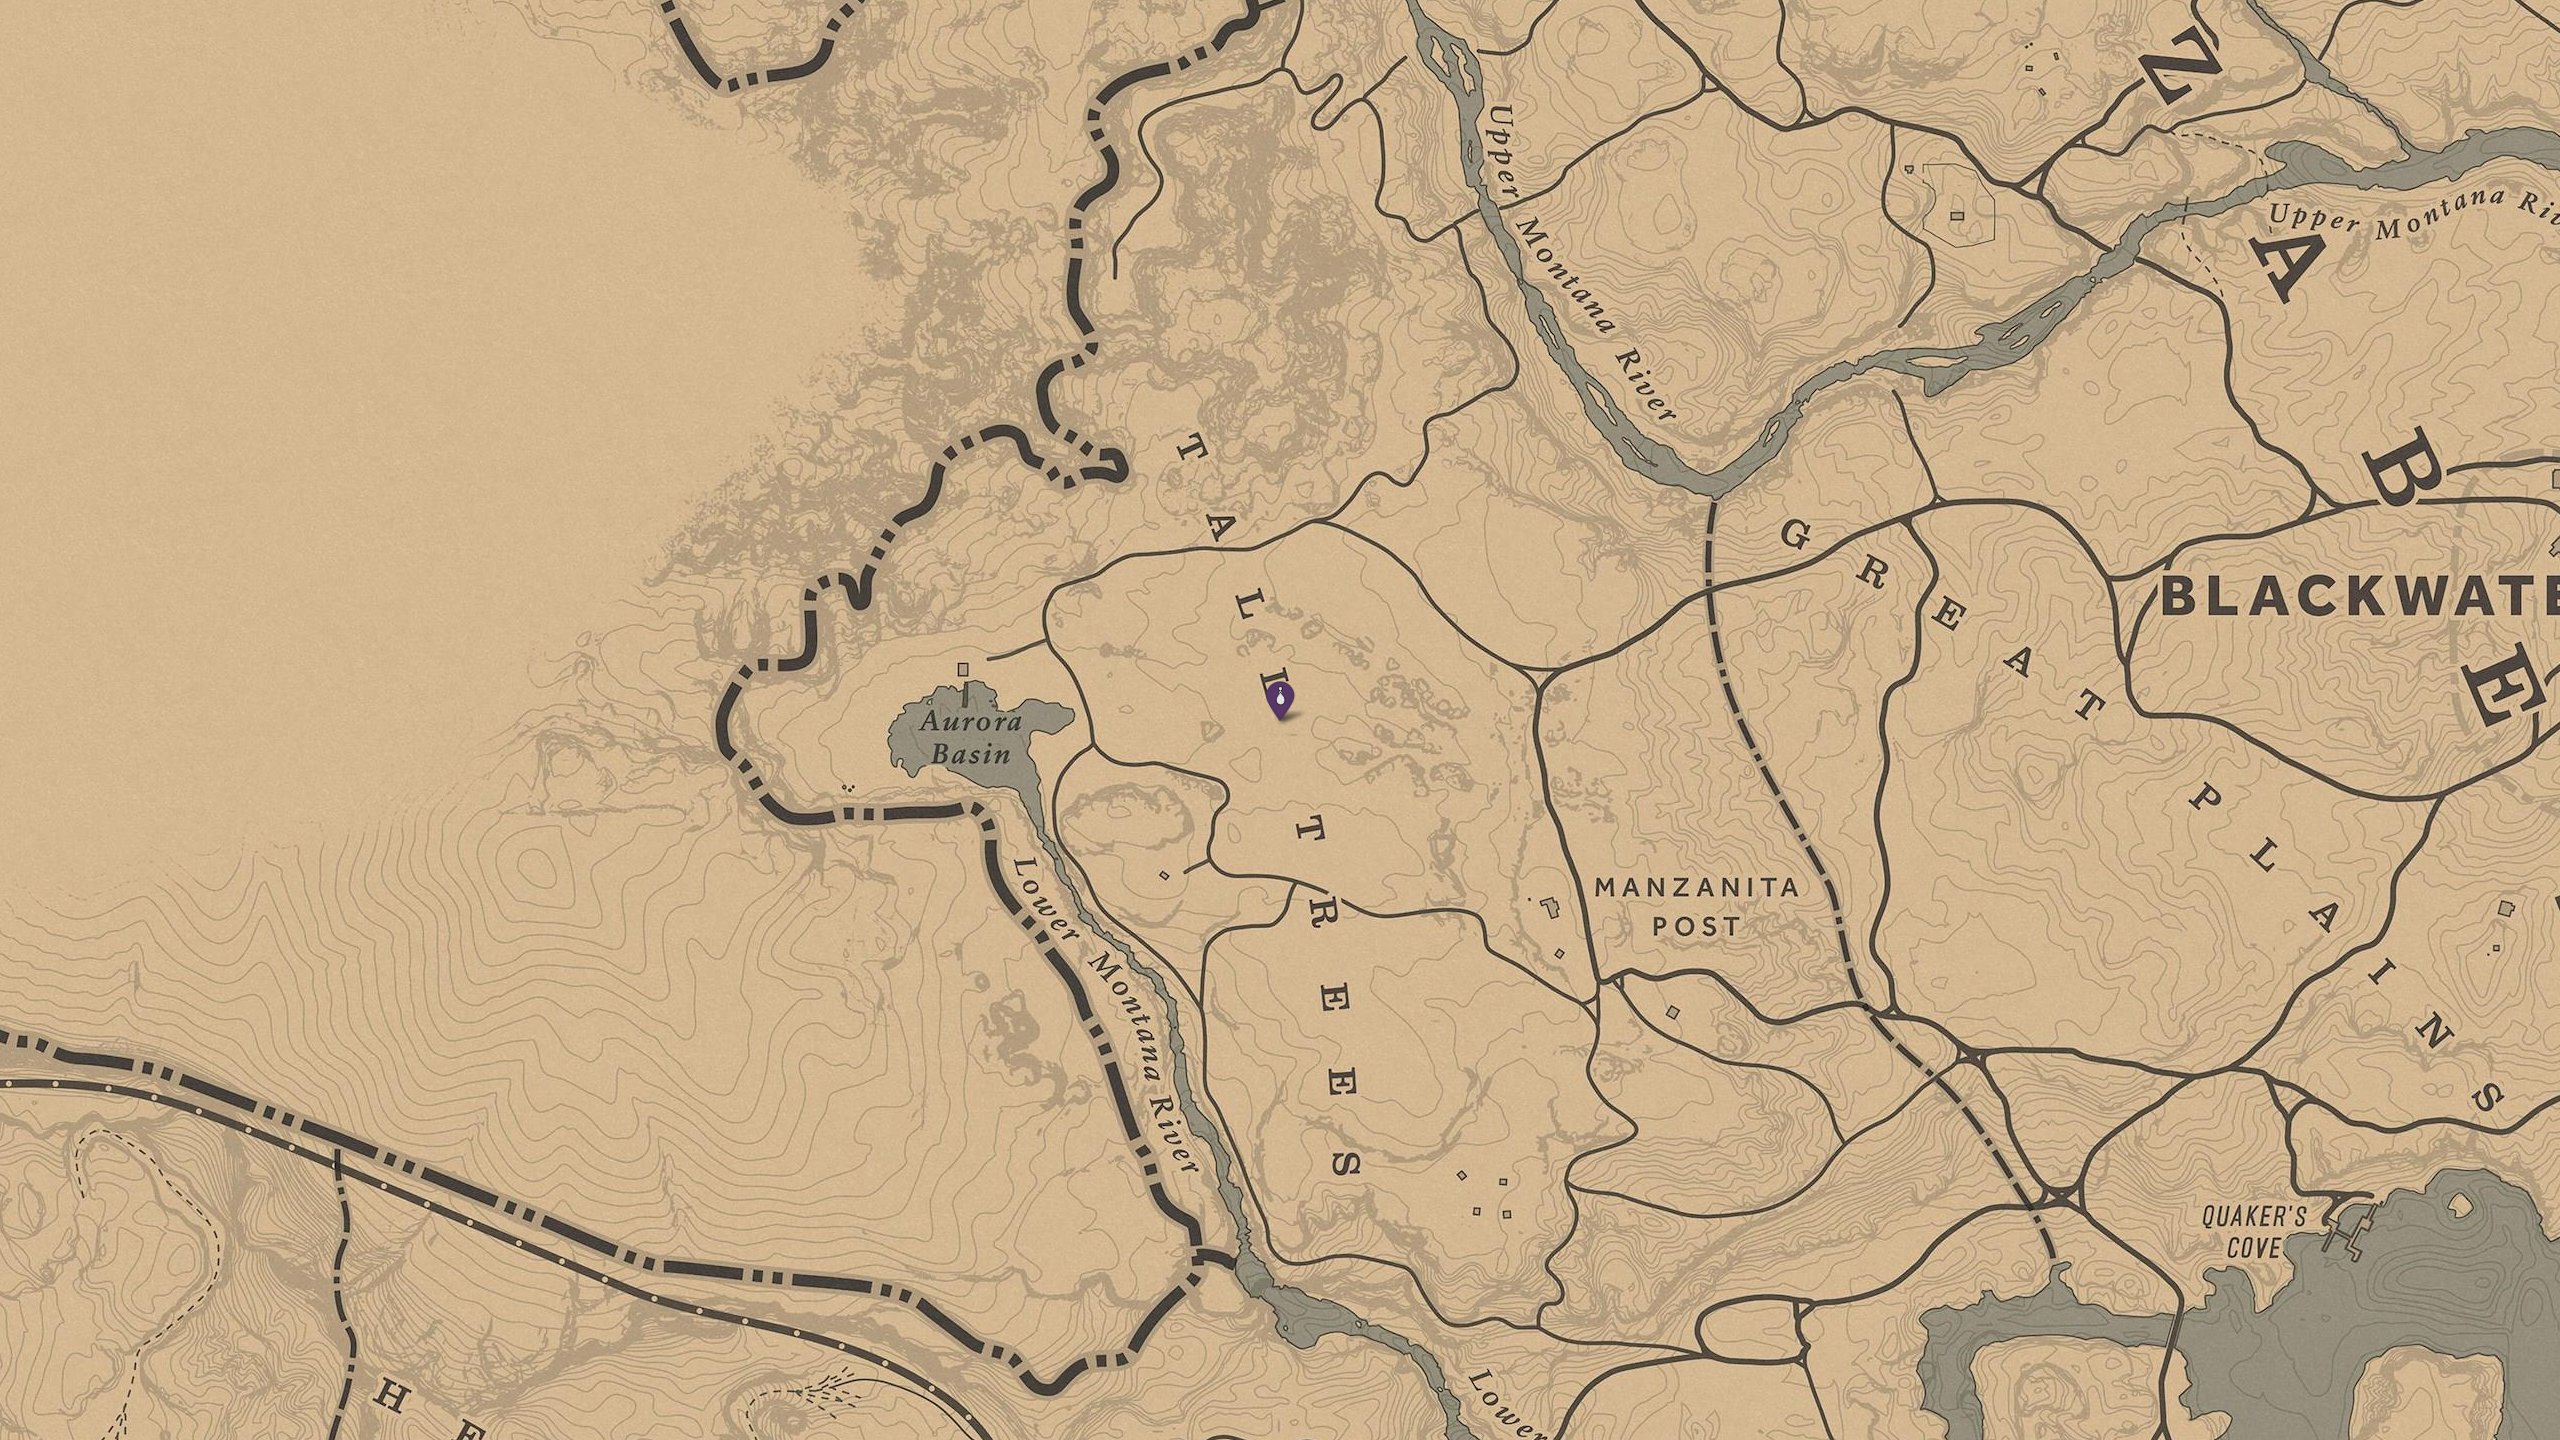 Upper Montana River
Upper Montana Riv
Z
A
B
E
TALL TREES
GREAT PLAINS
BLACKWATE
Aurora
Basin
MANZANITA
POST
Lower Montana River
QUAKER'S
COVE
Lower
H
E